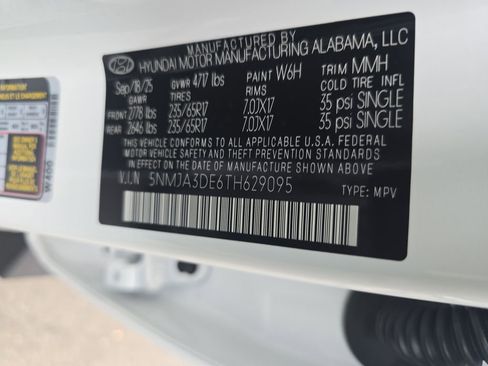 MANUFACTURED BY
HYUNDAI MOTOR MANUFACTURING ALABAMA, LLC
Sep/18/25 GVWR 4717 lbs PAINT W6H TRIM MMH
GAWR TIRES RIMS COLD TIRE INFL
FRONT 2778 lbs 235/65R17 7.0JX17 35 psi SINGLE
REAR 2646 lbs 235/65R17 7.0JX17 35 psi SINGLE
THIS VEHICLE CONFORMS TO ALL APPLICABLE U.S.A. FEDERAL
MOTOR VEHICLE SAFETY AND THEFT PREVENTION STANDARDS
IN EFFECT ON THE DATE OF MANUFACTURE SHOWN ABOVE.
V.I.N 5NMJA3DE6TH629095 TYPE: MPV
INFORMATION
W400